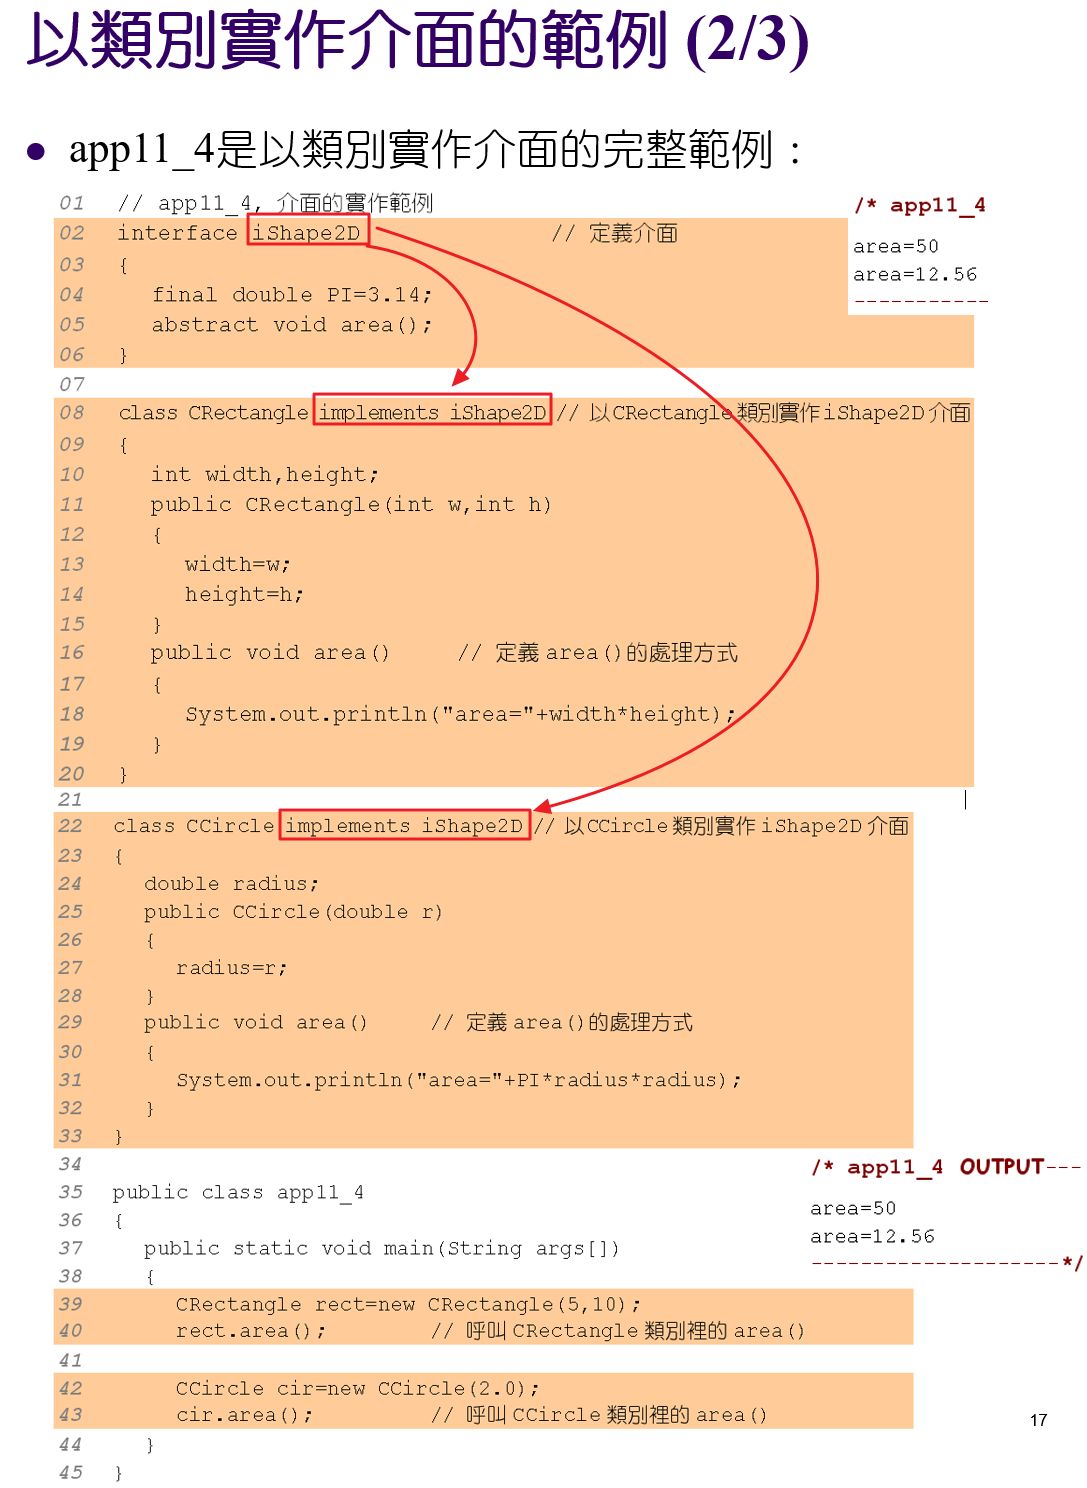 以類別實作介面的範例 (2/3)
● app11_4是以類別實作介面的完整範例：
01 // app11_4, 介面的實作範例
/* app11_4
02 interface iShape2D // 定義介面
area=50
03 {
area=12.56
04 final double PI=3.14;
-----------
05 abstract void area();
06 }
07
08 class CRectangle implements iShape2D // 以CRectangle類別實作iShape2D介面
09 {
10 int width,height;
11 public CRectangle(int w,int h)
12 {
13 width=w;
14 height=h;
15 }
16 public void area() // 定義area()的處理方式
17 {
18 System.out.println("area="+width*height);
19 }
20 }
21
22 class CCircle implements iShape2D // 以CCircle類別實作iShape2D介面
23 {
24 double radius;
25 public CCircle(double r)
26 {
27 radius=r;
28 }
29 public void area() // 定義area()的處理方式
30 {
31 System.out.println("area="+PI*radius*radius);
32 }
33 }
34
/* app11_4 OUTPUT---
35 public class app11_4
area=50
36 {
area=12.56
37 public static void main(String args[])
--------------------*/
38 {
39 CRectangle rect=new CRectangle(5,10);
40 rect.area(); // 呼叫CRectangle類別裡的area()
41
42 CCircle cir=new CCircle(2.0);
43 cir.area(); // 呼叫CCircle類別裡的area()
17
44 }
45 }